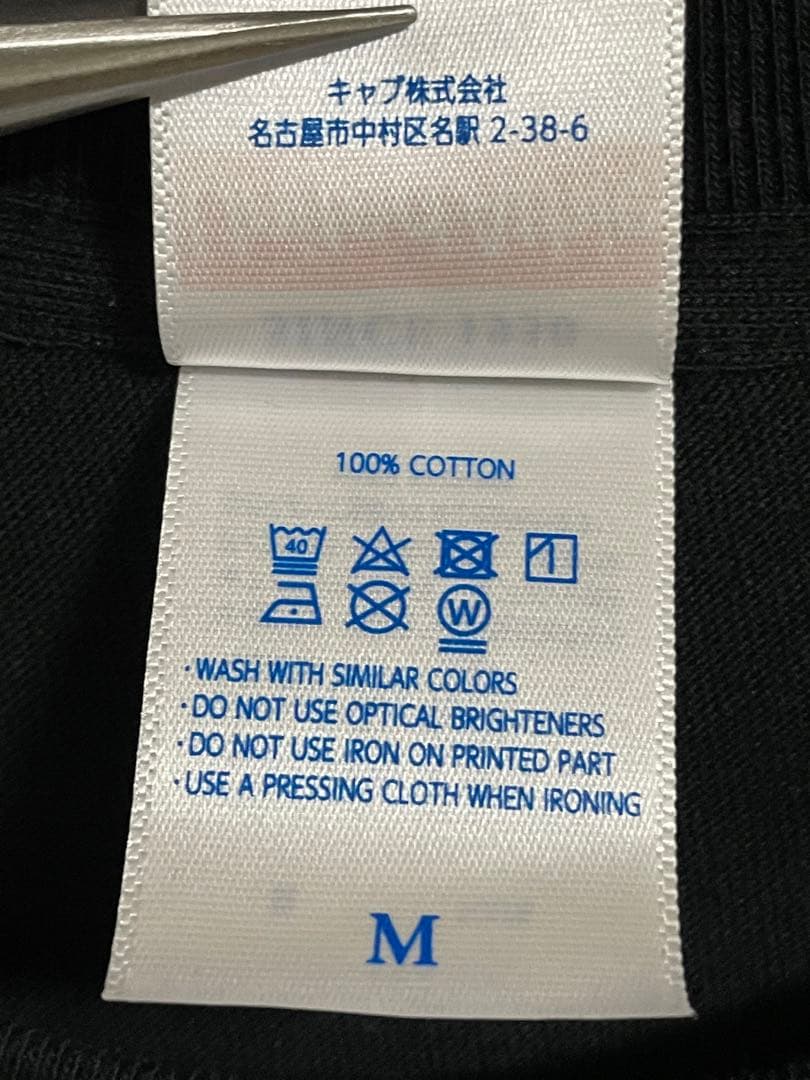 キャブ株式会社
名古屋市中村区名駅 2-38-6
100% COTTON
40
W
·WASH WITH SIMILAR COLORS
·DO NOT USE OPTICAL BRIGHTENERS
·DO NOT USE IRON ON PRINTED PART
·USE A PRESSING CLOTH WHEN IRONING
M